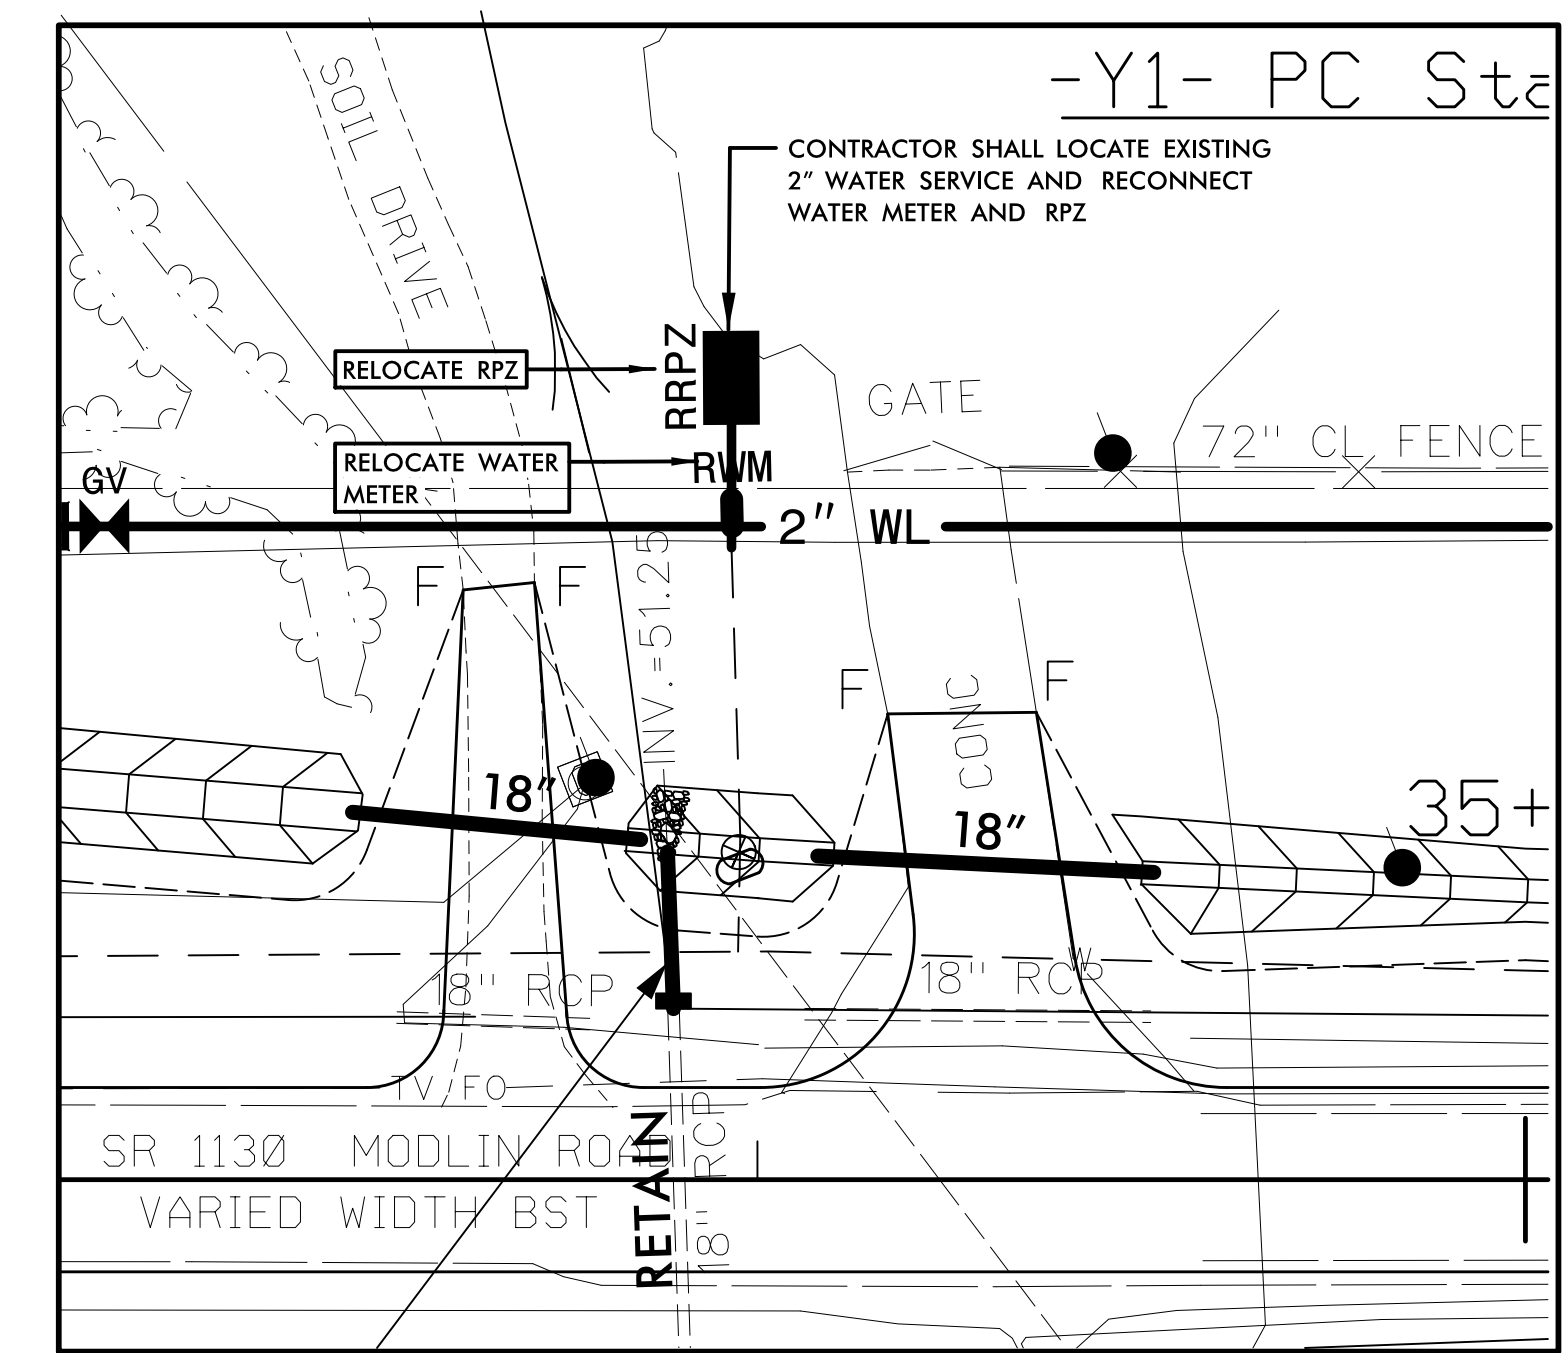 -Y1- PC Sta
CONTRACTOR SHALL LOCATE EXISTING
2" WATER SERVICE AND RECONNECT
WATER METER AND RPZ
SOIL DRIVE
RELOCATE RPZ
RRPZ
GATE
72" CL FENCE
RELOCATE WATER
METER
RWM
GV
2" WL
F
F
INV.=51.25
F
F
CONC
18"
18"
35+
18" RCP
18" RCP
W
TV FO
SR 1130 MODLIN ROAD
VARIED WIDTH BST
RETAIN
18" RCP